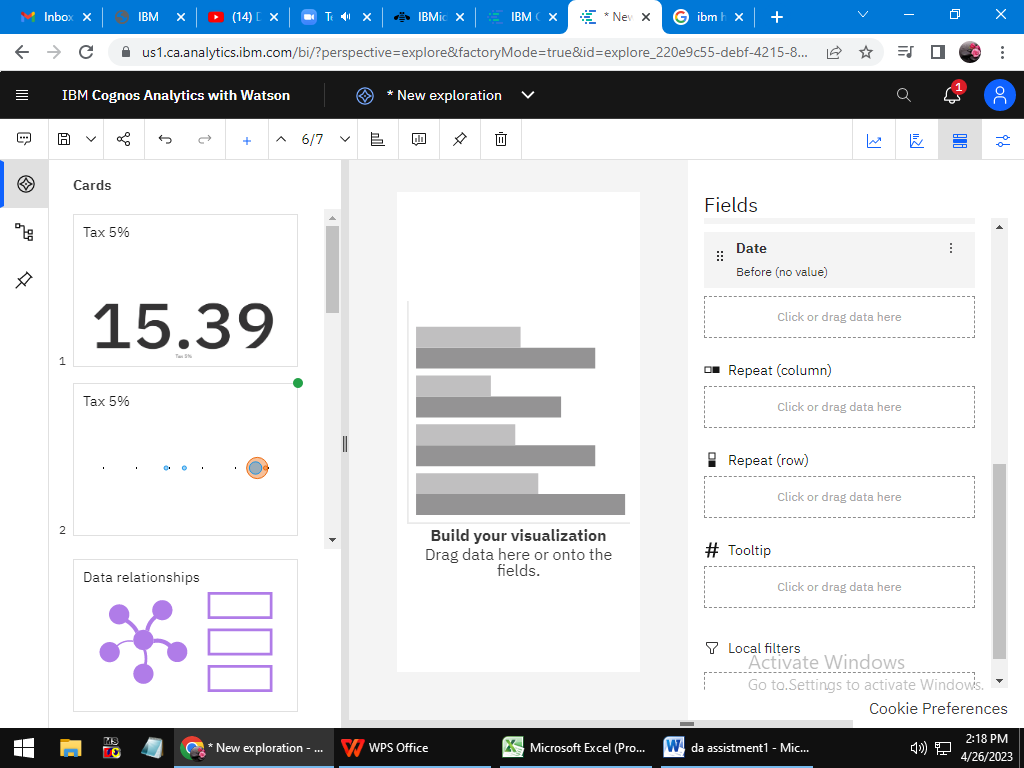 Inbox
IBM
(14)
IBMic
IBM C
* New
ibm h
us1.ca.analytics.ibm.com/bi/?perspective=explore&factoryMode=true&id=explore_220e9c55-debf-4215-8...
IBM Cognos Analytics with Watson
* New exploration
1
6/7
Cards
Tax 5%
15.39
Tax 5%
1
Tax 5%
2
Data relationships
Build your visualization
Drag data here or onto the
fields.
Fields
Date
Before (no value)
Click or drag data here
Repeat (column)
Click or drag data here
Repeat (row)
Click or drag data here
Tooltip
Click or drag data here
Local filters
Activate Windows
Go to Settings to activate Windows.
Cookie Preferences
* New exploration - ...
WPS Office
Microsoft Excel (Pro...
da assistment1 - Mic...
2:18 PM
4/26/2023